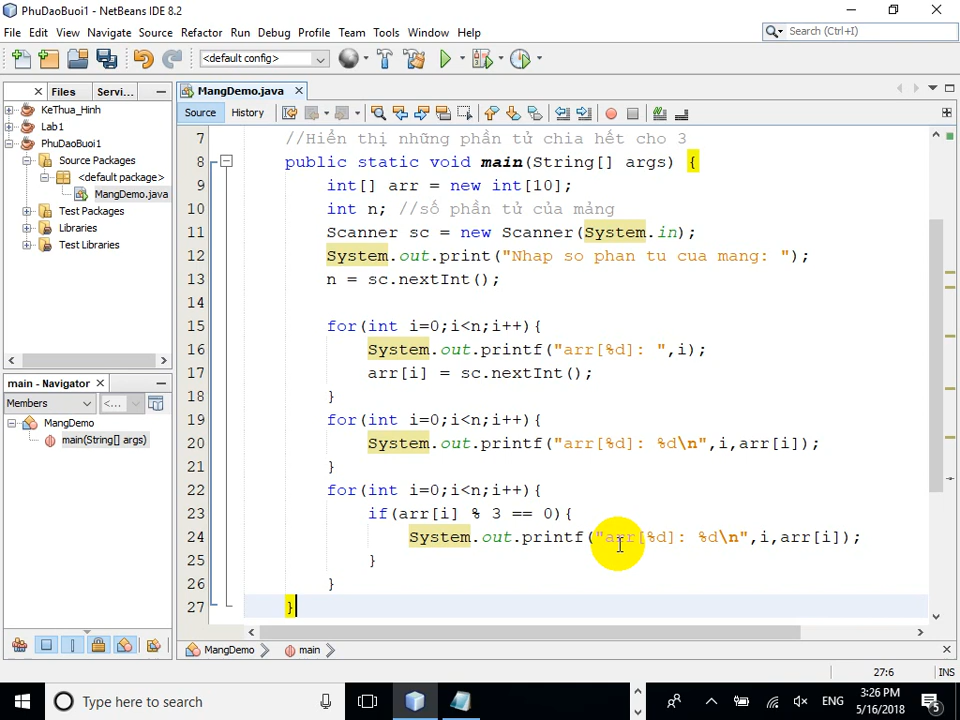 PhuDaoBuoi1 - NetBeans IDE 8.2
File Edit View Navigate Source Refactor Run Debug Profile Team Tools Window Help
Search (Ctrl+I)
<default config>
Files Servi...
MangDemo.java
KeThua_Hinh
Lab1
PhuDaoBuoi1
Source Packages
<default package>
MangDemo.java
Test Packages
Libraries
Test Libraries
Source History
7 //Hiển thị những phần tử chia hết cho 3
8 public static void main(String[] args) {
9 int[] arr = new int[10];
10 int n; //số phần tử của mảng
11 Scanner sc = new Scanner(System.in);
12 System.out.print("Nhap so phan tu cua mang: ");
13 n = sc.nextInt();
14
15 for(int i=0;i<n;i++){
16 System.out.printf("arr[%d]: ",i);
17 arr[i] = sc.nextInt();
18 }
19 for(int i=0;i<n;i++){
20 System.out.printf("arr[%d]: %d\n",i,arr[i]);
21 }
22 for(int i=0;i<n;i++){
23 if(arr[i] % 3 == 0){
24 System.out.printf("arr[%d]: %d\n",i,arr[i]);
25 }
26 }
27 }
main - Navigator
Members
<...
MangDemo
main(String[] args)
MangDemo main
27:6 INS
Type here to search
ENG
3:26 PM
5/16/2018
5